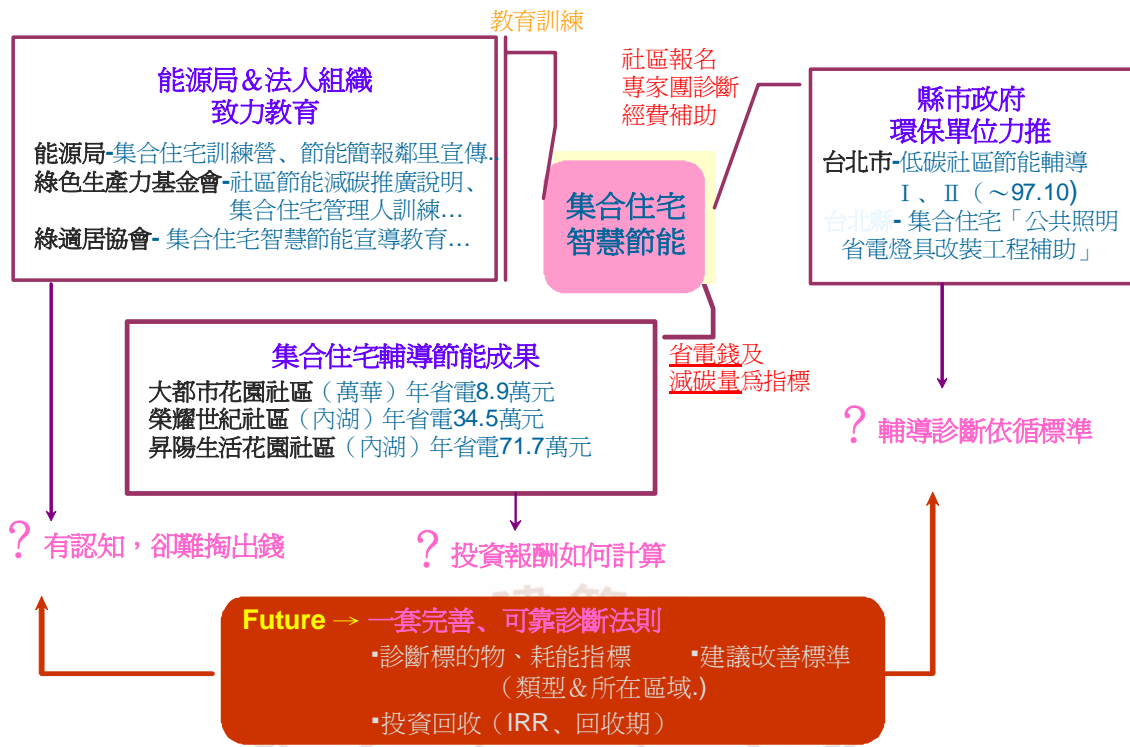 教育訓練
能源局＆法人組織
致力教育
能源局-集合住宅訓練營、節能簡報鄰里宣傳..
綠色生產力基金會-社區節能減碳推廣說明、
集合住宅管理人訓練…
綠適居協會- 集合住宅智慧節能宣導教育…
社區報名
專家團診斷
經費補助
集合住宅
智慧節能
縣市政府
環保單位力推
台北市-低碳社區節能輔導
Ⅰ、Ⅱ（～97.10)
台北縣- 集合住宅「公共照明
省電燈具改裝工程補助」
集合住宅輔導節能成果
大都市花園社區（萬華）年省電8.9萬元
榮耀世紀社區（內湖）年省電34.5萬元
昇陽生活花園社區（內湖）年省電71.7萬元
省電錢及
減碳量為指標
？輔導診斷依循標準
？有認知，卻難掏出錢
？投資報酬如何計算
Future → 一套完善、可靠診斷法則
▪診斷標的物、耗能指標 ▪建議改善標準
（類型＆所在區域.)
▪投資回收（IRR、回收期）